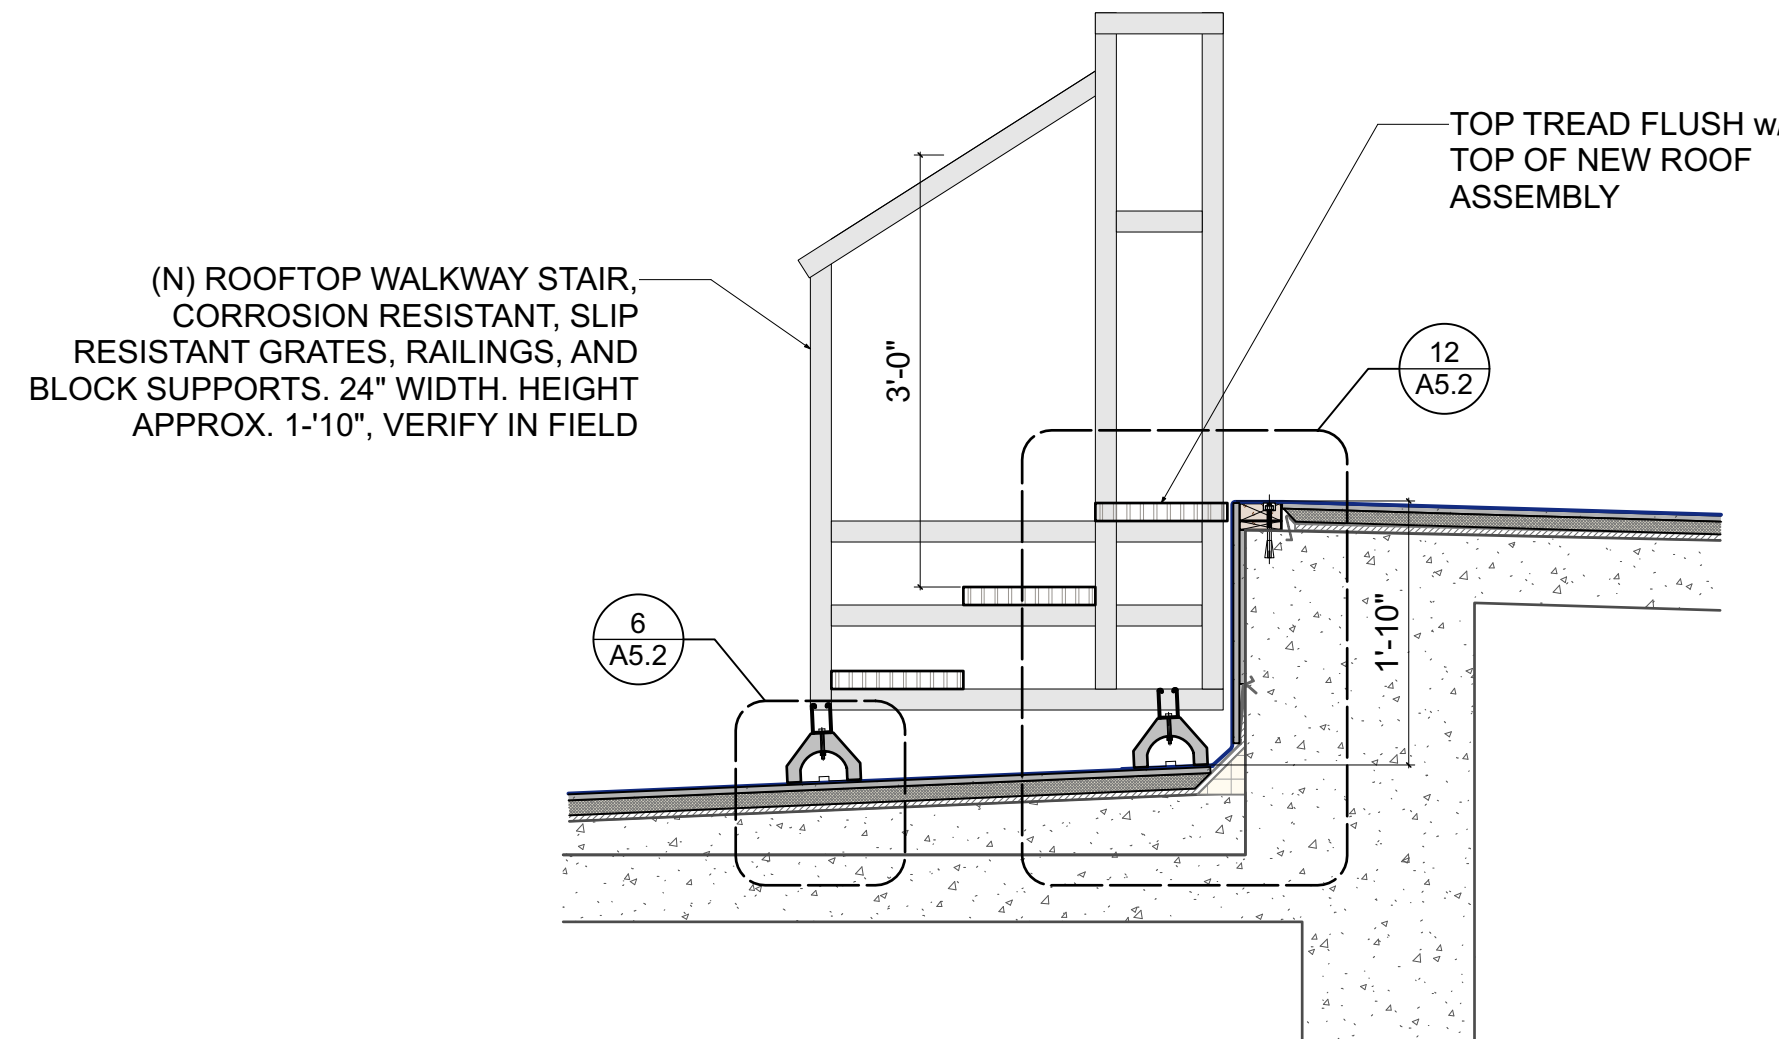 TOP TREAD FLUSH w/
TOP OF NEW ROOF
ASSEMBLY
(N) ROOFTOP WALKWAY STAIR,
CORROSION RESISTANT, SLIP
RESISTANT GRATES, RAILINGS, AND
BLOCK SUPPORTS. 24" WIDTH. HEIGHT
APPROX. 1-'10", VERIFY IN FIELD
3'-0"
12
A5.2
6
A5.2
1'-10"